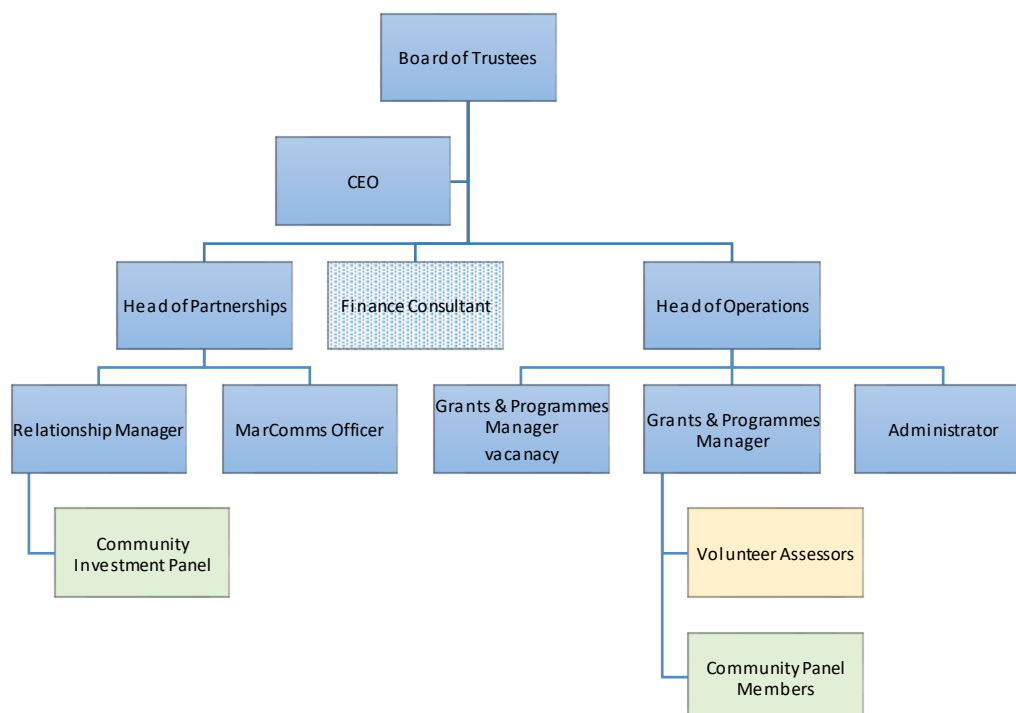 Board of Trustees
CEO
Head of Partnerships
Finance Consultant
Head of Operations
Relationship Manager
MarComms Officer
Grants & Programmes
Manager
vacanacy
Grants & Programmes
Manager
Administrator
Community
Investment Panel
Volunteer Assessors
Community Panel
Members